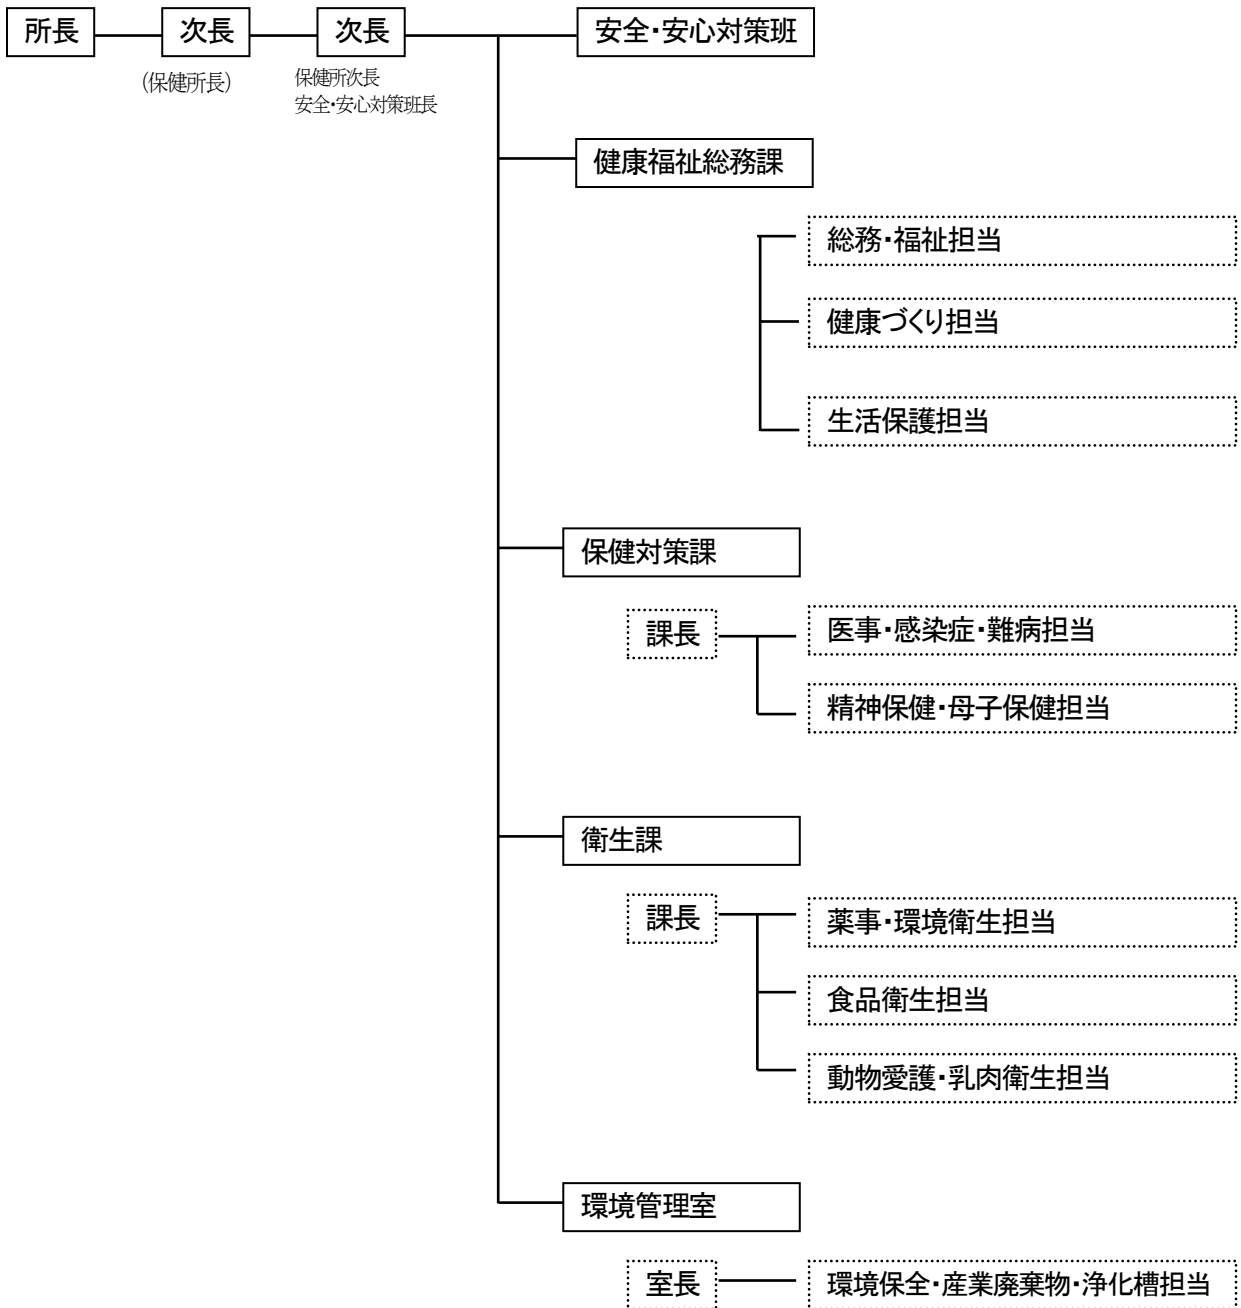 所長
次長
次長
安全・安心対策班
(保健所長)
保健所次長
安全・安心対策班長
健康福祉総務課
総務・福祉担当
健康づくり担当
生活保護担当
保健対策課
課長
医事・感染症・難病担当
精神保健・母子保健担当
衛生課
課長
薬事・環境衛生担当
食品衛生担当
動物愛護・乳肉衛生担当
環境管理室
室長
環境保全・産業廃棄物・浄化槽担当